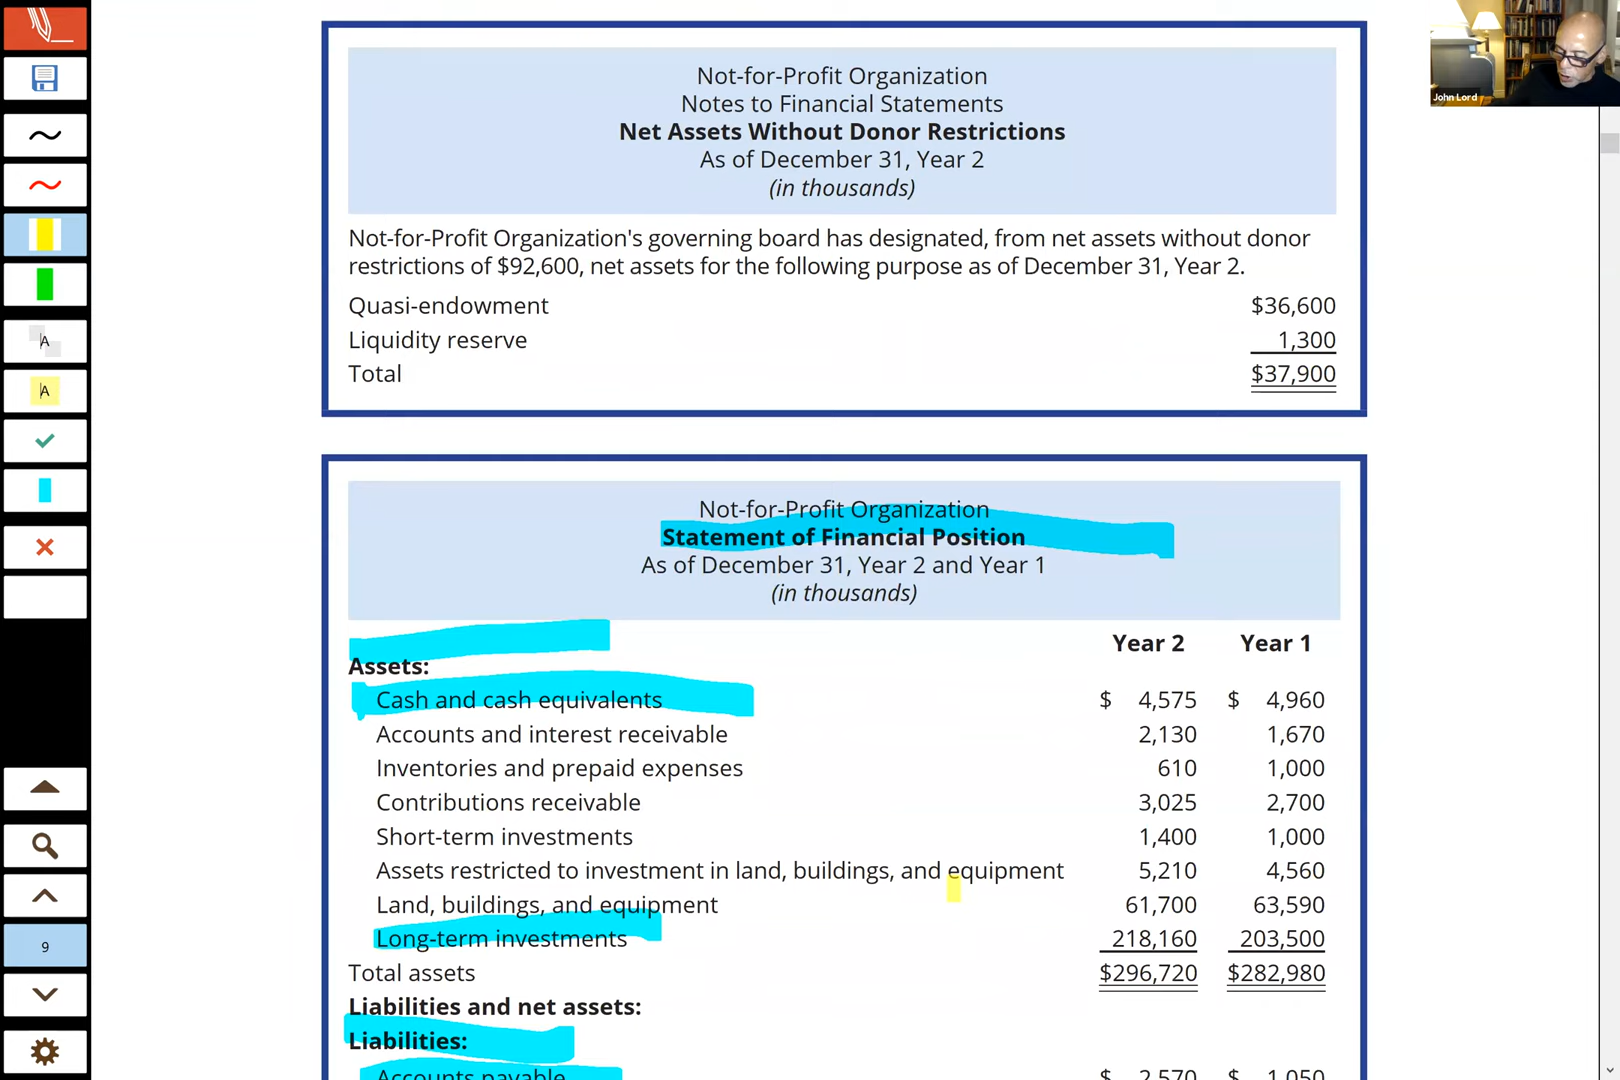 Not-for-Profit Organization
Notes to Financial Statements
Net Assets Without Donor Restrictions
As of December 31, Year 2
(in thousands)
Not-for-Profit Organization's governing board has designated, from net assets without donor
restrictions of $92,600, net assets for the following purpose as of December 31, Year 2.
Quasi-endowment $36,600
Liquidity reserve 1,300
Total $37,900
Not-for-Profit Organization
Statement of Financial Position
As of December 31, Year 2 and Year 1
(in thousands)
Year 2 Year 1
Assets:
Cash and cash equivalents $ 4,575 $ 4,960
Accounts and interest receivable 2,130 1,670
Inventories and prepaid expenses 610 1,000
Contributions receivable 3,025 2,700
Short-term investments 1,400 1,000
Assets restricted to investment in land, buildings, and equipment 5,210 4,560
Land, buildings, and equipment 61,700 63,590
Long-term investments 218,160 203,500
Total assets $296,720 $282,980
Liabilities and net assets:
Liabilities:
Accounts payable $ 2,570 $ 1,050
John Lord
A
A
9